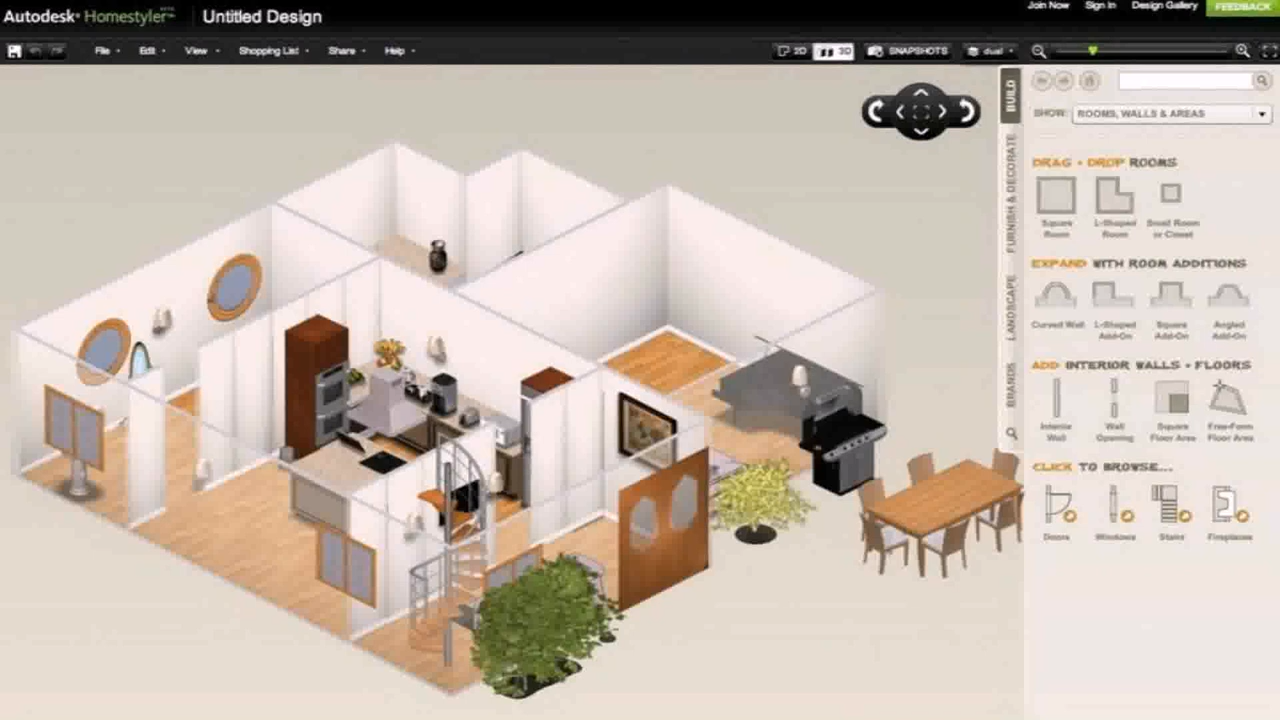 Autodesk® Homestyler™ BETA Untitled Design
Join Now Sign In Design Gallery FEEDBACK
File Edit View Shopping List Share Help 2D 3D SNAPSHOTS dual
BUILD
FURNISH & DECORATE
LANDSCAPE
BRANDS
SHOW: ROOMS, WALLS & AREAS
DRAG + DROP ROOMS
Square Room
L-Shaped Room
Small Room or Closet
EXPAND WITH ROOM ADDITIONS
Curved Wall
L-Shaped Add-On
Square Add-On
Angled Add-On
ADD INTERIOR WALLS + FLOORS
Interior Wall
Wall Opening
Square Floor Area
Free-Form Floor Area
CLICK TO BROWSE...
Doors Windows Stairs Fireplaces